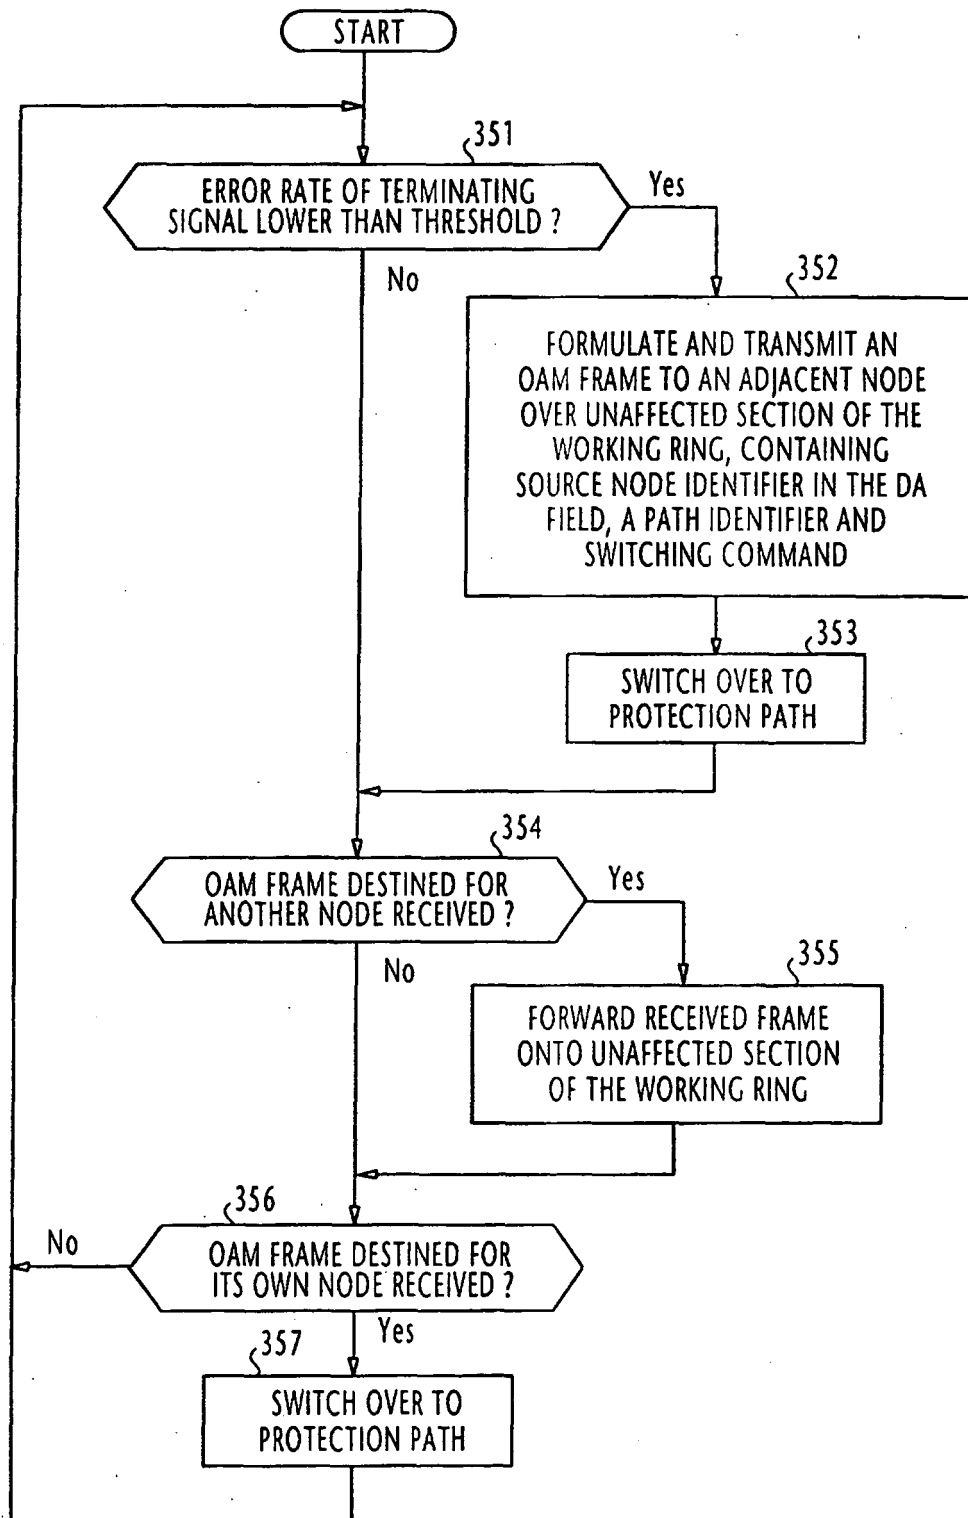 START
351
ERROR RATE OF TERMINATING
SIGNAL LOWER THAN THRESHOLD ?
Yes
No
352
FORMULATE AND TRANSMIT AN
OAM FRAME TO AN ADJACENT NODE
OVER UNAFFECTED SECTION OF THE
WORKING RING, CONTAINING
SOURCE NODE IDENTIFIER IN THE DA
FIELD, A PATH IDENTIFIER AND
SWITCHING COMMAND
353
SWITCH OVER TO
PROTECTION PATH
354
OAM FRAME DESTINED FOR
ANOTHER NODE RECEIVED ?
Yes
No
355
FORWARD RECEIVED FRAME
ONTO UNAFFECTED SECTION
OF THE WORKING RING
356
No
OAM FRAME DESTINED FOR
ITS OWN NODE RECEIVED ?
Yes
357
SWITCH OVER TO
PROTECTION PATH